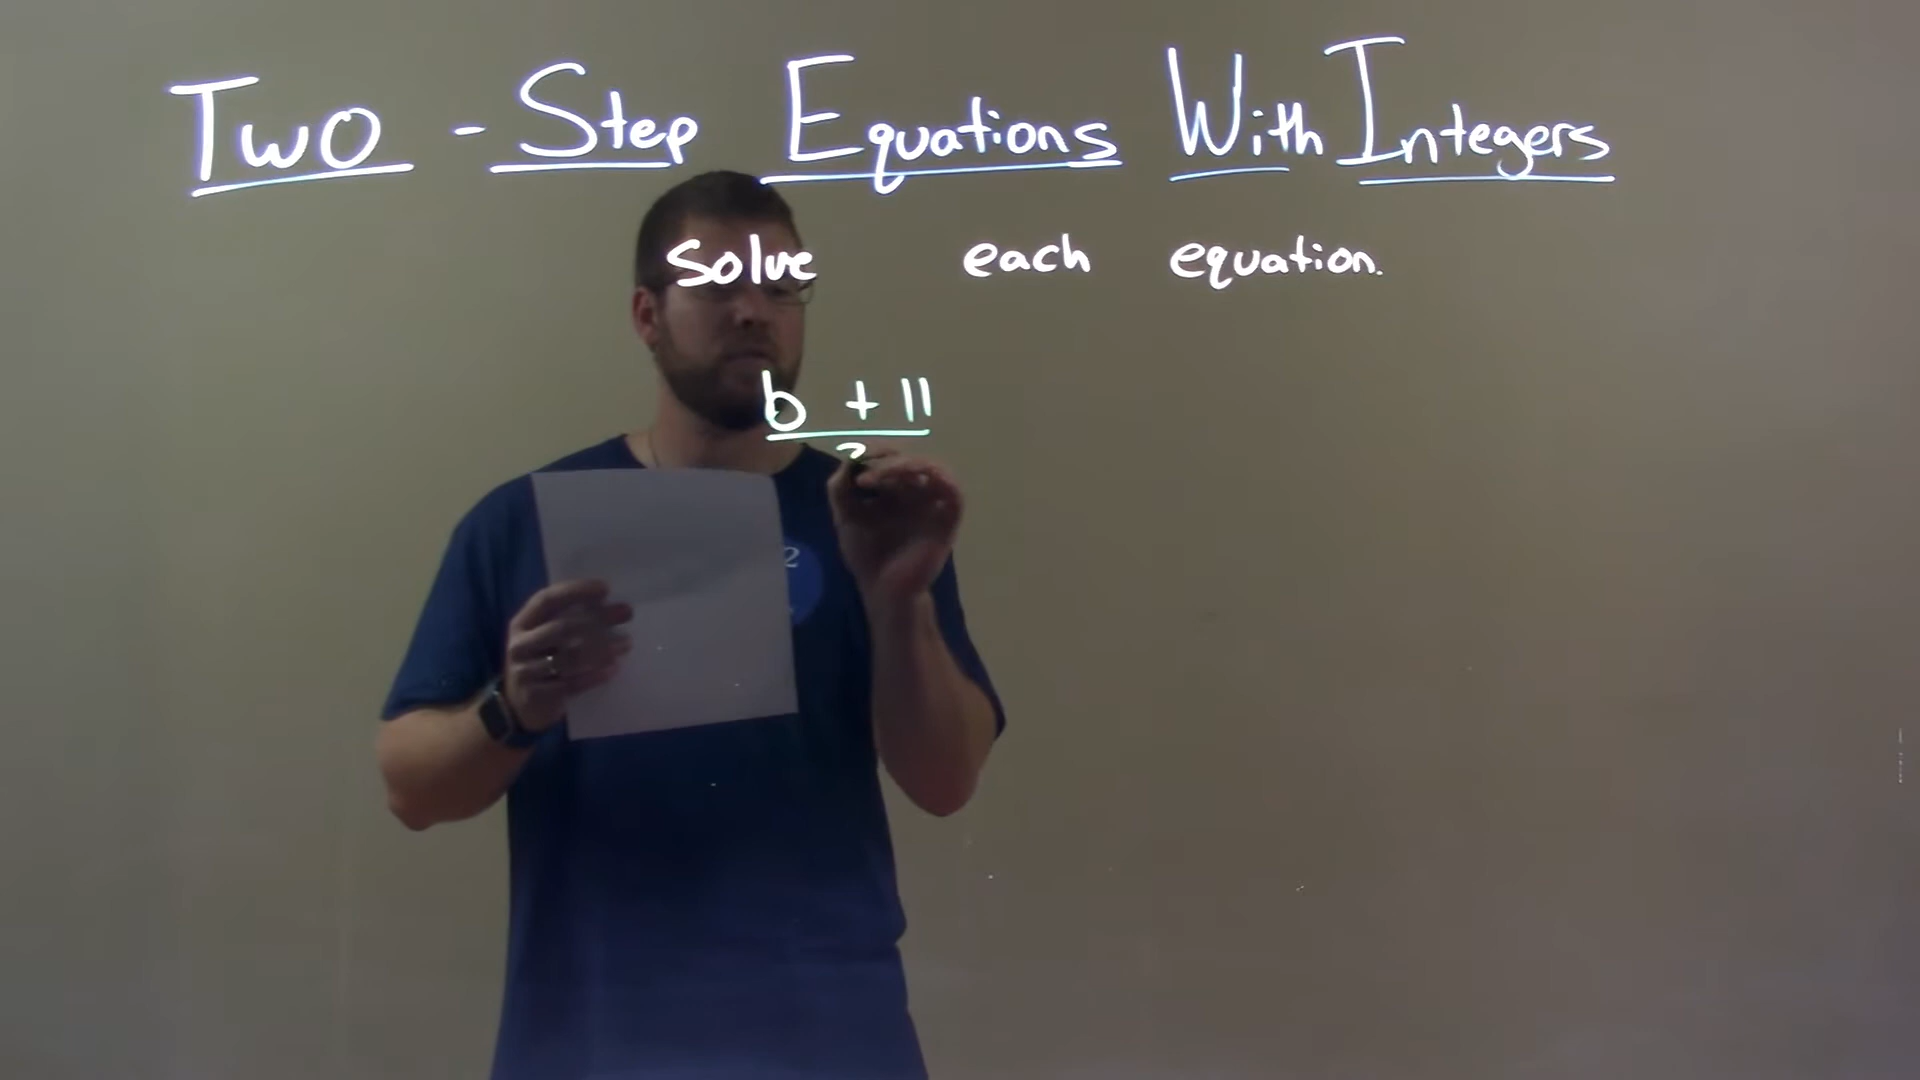 Two - Step Equations With Integers
Solve each equation.
b + 11